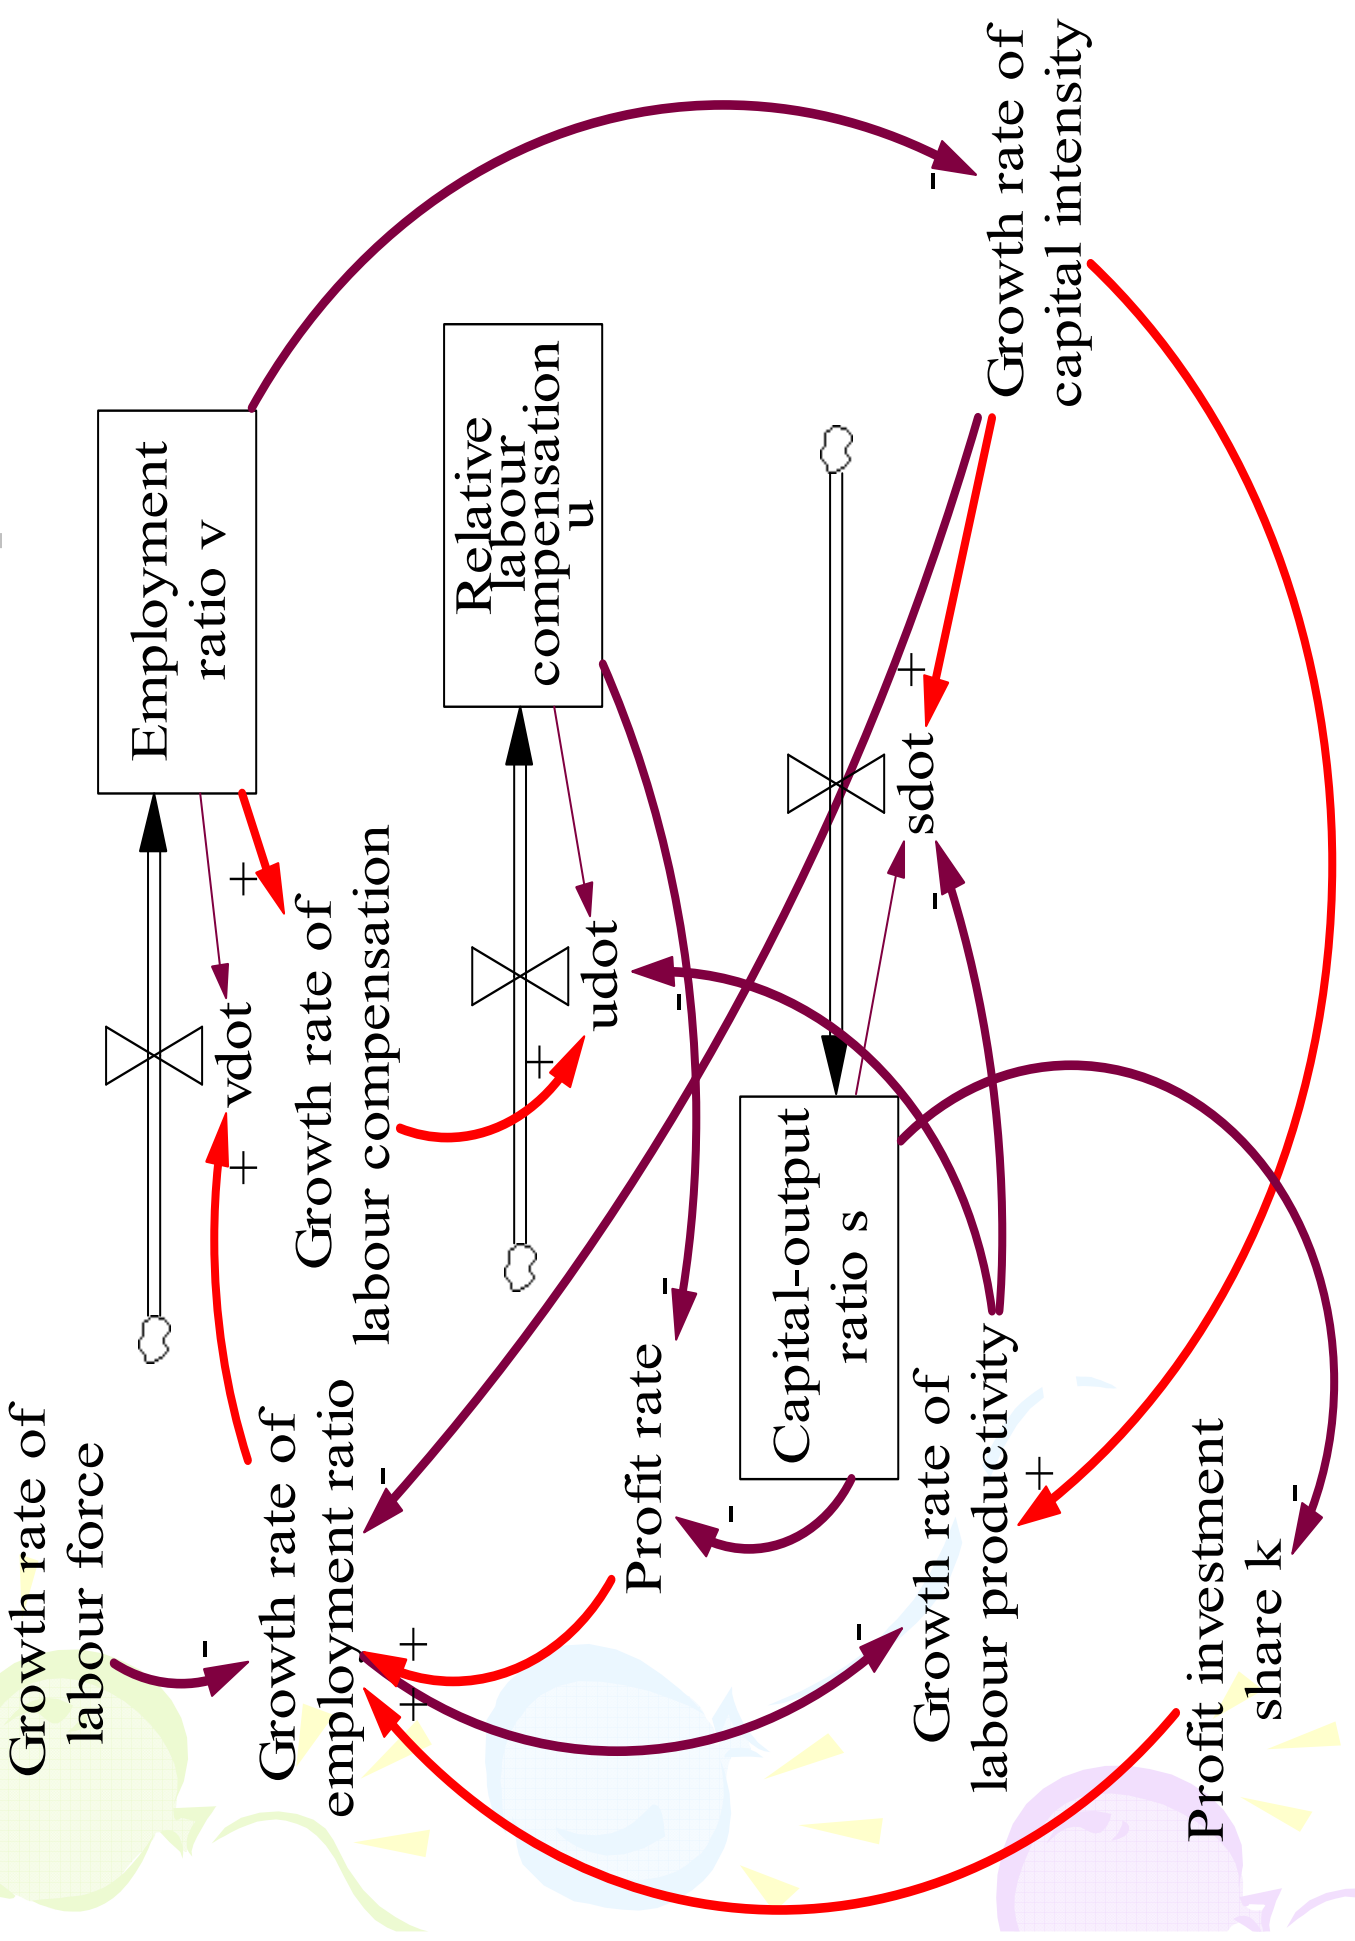 Growth rate of
labour force
Growth rate of
employment ratio
+
+
-
-
+
vdot
+
Employment
ratio v
Growth rate of
labour compensation
+
udot
-
Relative
labour
compensation
u
Profit rate
-
-
Capital-output
ratio s
Growth rate of
labour productivity
-
+
sdot
-
+
Growth rate of
capital intensity
-
Profit investment
share k
-